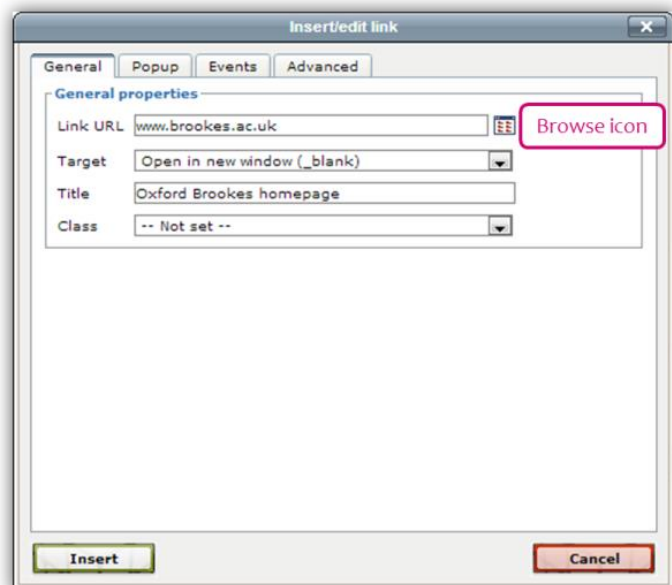 Insert/edit link
General Popup Events Advanced
General properties
Link URL www.brookes.ac.uk Browse icon
Target Open in new window (_blank)
Title Oxford Brookes homepage
Class -- Not set --
Insert Cancel